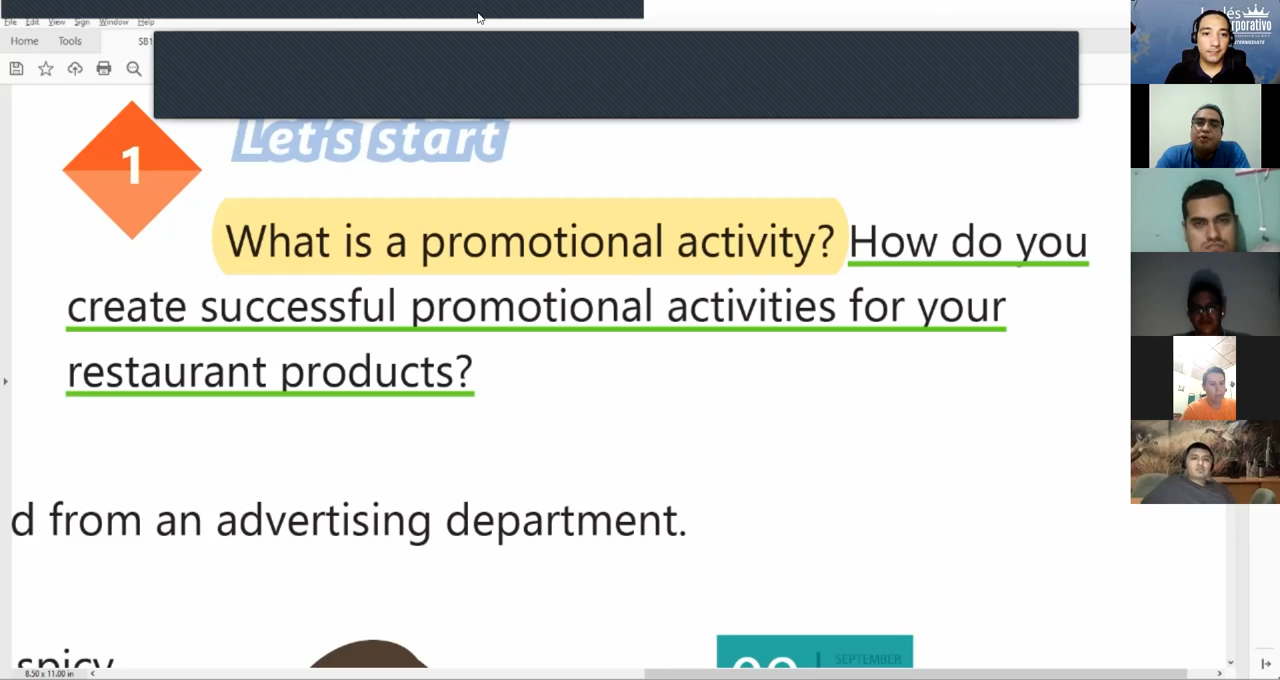 File Edit View Sign Window Help
Home Tools SB1
Let's start
1
What is a promotional activity? How do you
create successful promotional activities for your
restaurant products?
d from an advertising department.
spicy
SEPTEMBER
8.50 x 11.00 in